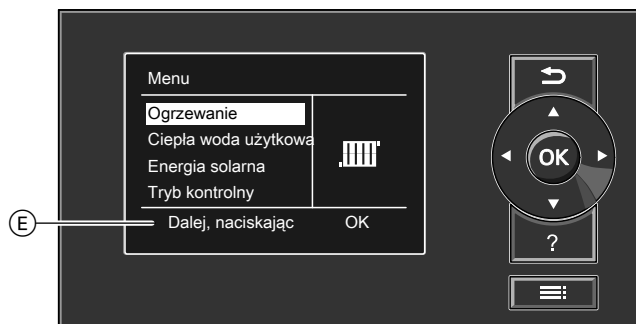 Menu
Ogrzewanie
Ciepła woda użytkowa
Energia solarna
Tryb kontrolny
E Dalej, naciskając OK
OK
?